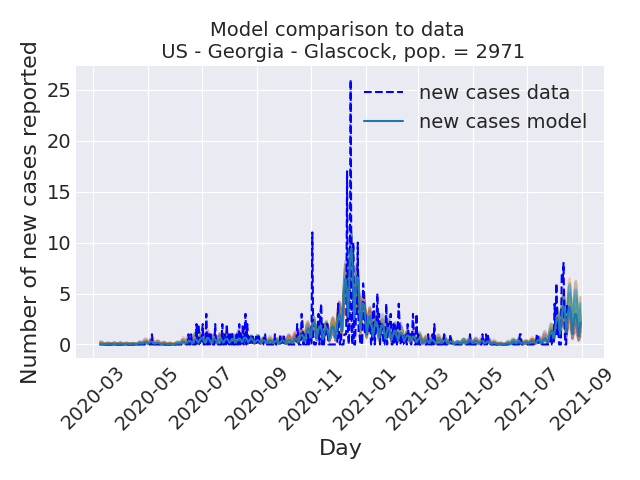 Model comparison to data
US - Georgia - Glascock, pop. = 2971
Number of new cases reported
25
20
15
10
5
0
new cases data
new cases model
2020-03
2020-05
2020-07
2020-09
2020-11
2021-01
2021-03
2021-05
2021-07
2021-09
Day